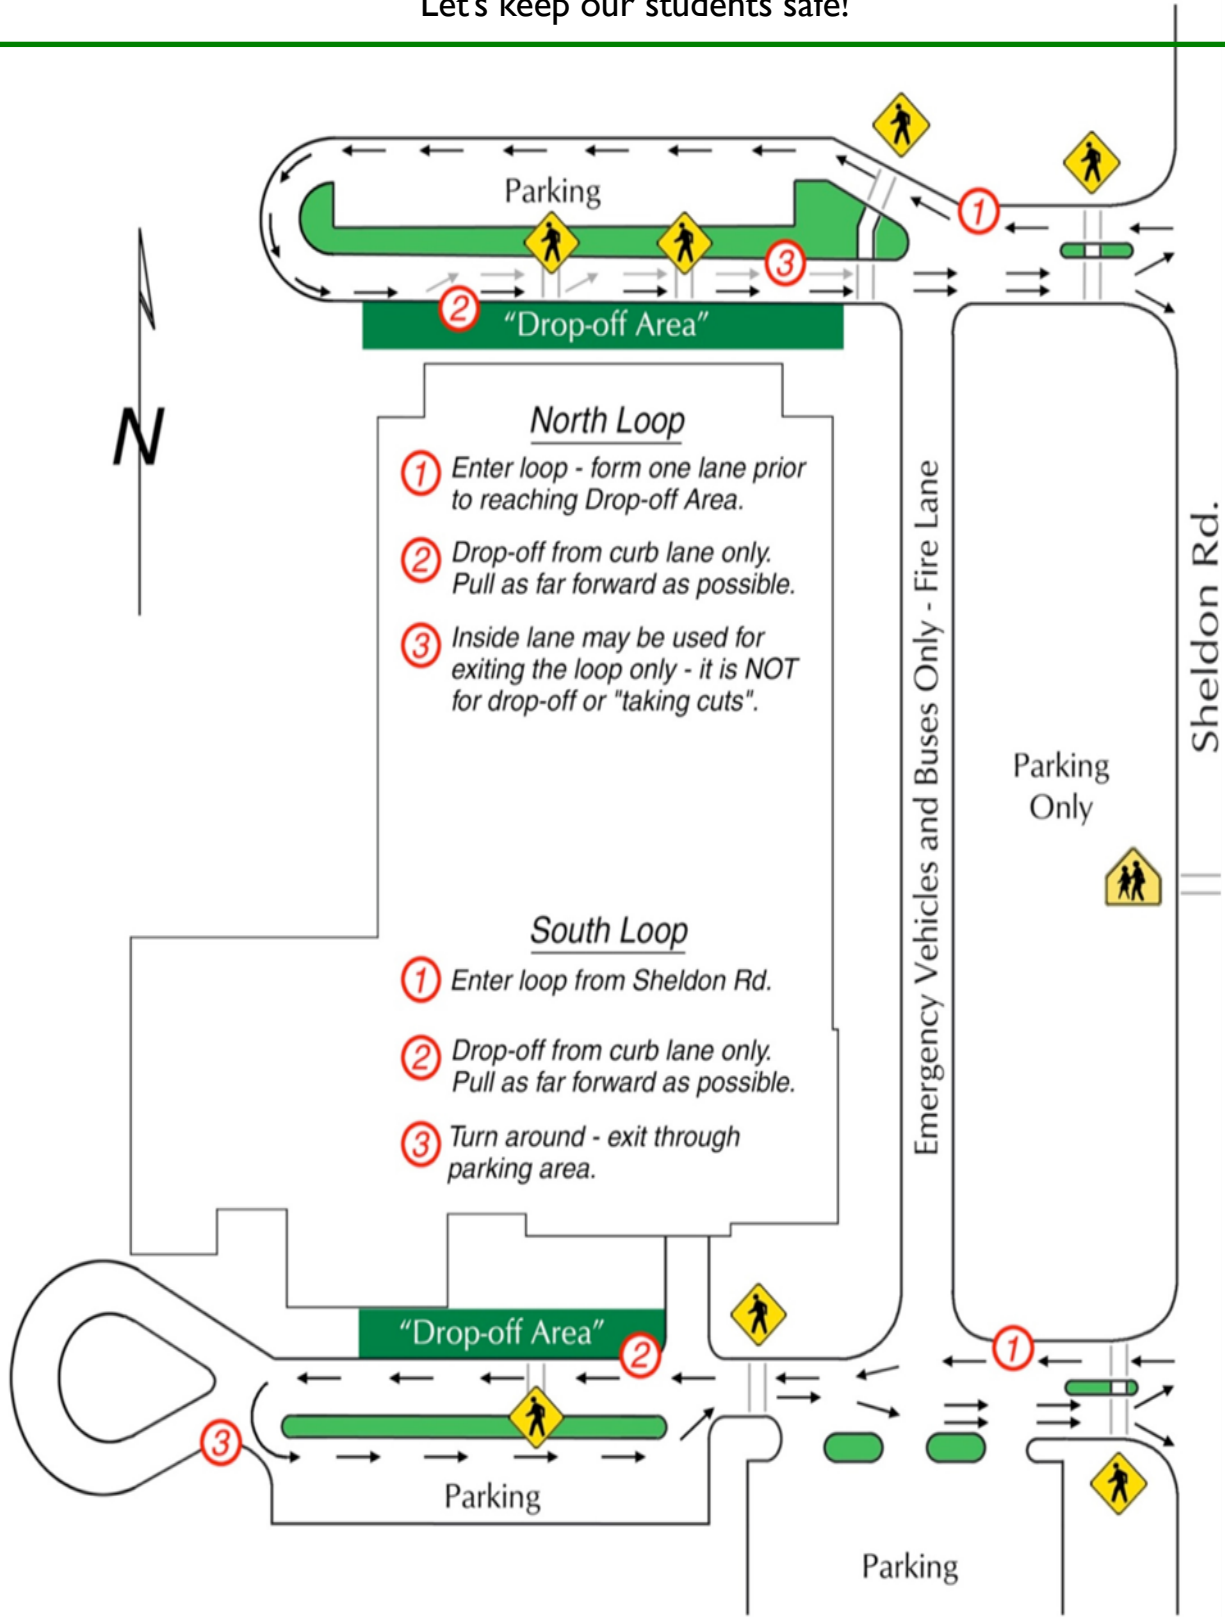 Let's keep our students safe!
1
Parking
3
2
"Drop-off Area"
N
North Loop
1 Enter loop - form one lane prior
to reaching Drop-off Area.
2 Drop-off from curb lane only.
Pull as far forward as possible.
3 Inside lane may be used for
exiting the loop only - it is NOT
for drop-off or "taking cuts".
Emergency Vehicles and Buses Only - Fire Lane
Sheldon Rd.
Parking
Only
South Loop
1 Enter loop from Sheldon Rd.
2 Drop-off from curb lane only.
Pull as far forward as possible.
3 Turn around - exit through
parking area.
"Drop-off Area"
2
1
3
Parking
Parking